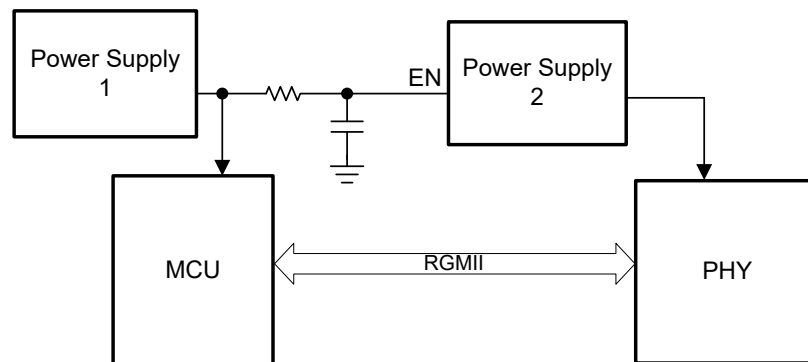 Power Supply
1
EN
Power Supply
2
MCU
RGMII
PHY